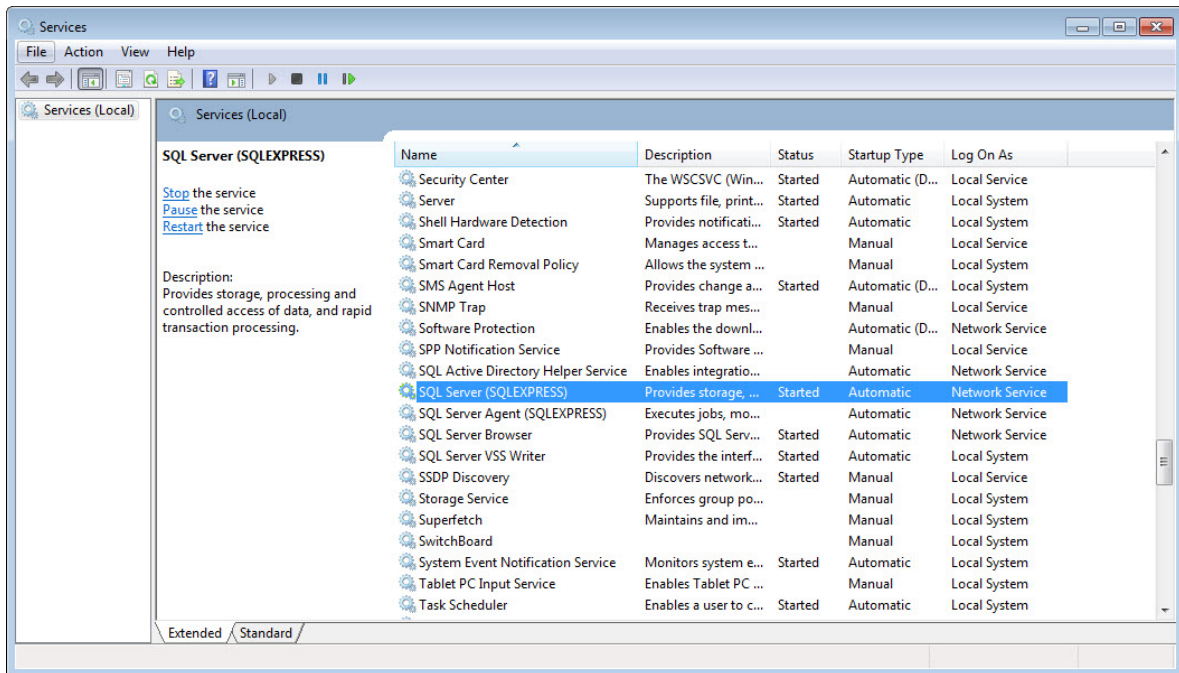 Services
File Action View Help
Services (Local)
Services (Local)
SQL Server (SQLEXPRESS)
Stop the service
Pause the service
Restart the service
Description:
Provides storage, processing and
controlled access of data, and rapid
transaction processing.
Name Description Status Startup Type Log On As
Security Center The WSCSVC (Win... Started Automatic (D... Local Service
Server Supports file, print... Started Automatic Local System
Shell Hardware Detection Provides notificati... Started Automatic Local System
Smart Card Manages access t... Manual Local Service
Smart Card Removal Policy Allows the system ... Manual Local System
SMS Agent Host Provides change a... Started Automatic (D... Local System
SNMP Trap Receives trap mes... Manual Local Service
Software Protection Enables the downl... Automatic (D... Network Service
SPP Notification Service Provides Software ... Manual Local Service
SQL Active Directory Helper Service Enables integratio... Automatic Network Service
SQL Server (SQLEXPRESS) Provides storage, ... Started Automatic Network Service
SQL Server Agent (SQLEXPRESS) Executes jobs, mo... Automatic Network Service
SQL Server Browser Provides SQL Serv... Started Automatic Network Service
SQL Server VSS Writer Provides the interf... Started Automatic Local System
SSDP Discovery Discovers network... Started Manual Local Service
Storage Service Enforces group po... Manual Local System
Superfetch Maintains and im... Manual Local System
SwitchBoard Manual Local System
System Event Notification Service Monitors system e... Started Automatic Local System
Tablet PC Input Service Enables Tablet PC ... Manual Local System
Task Scheduler Enables a user to c... Started Automatic Local System
Extended Standard